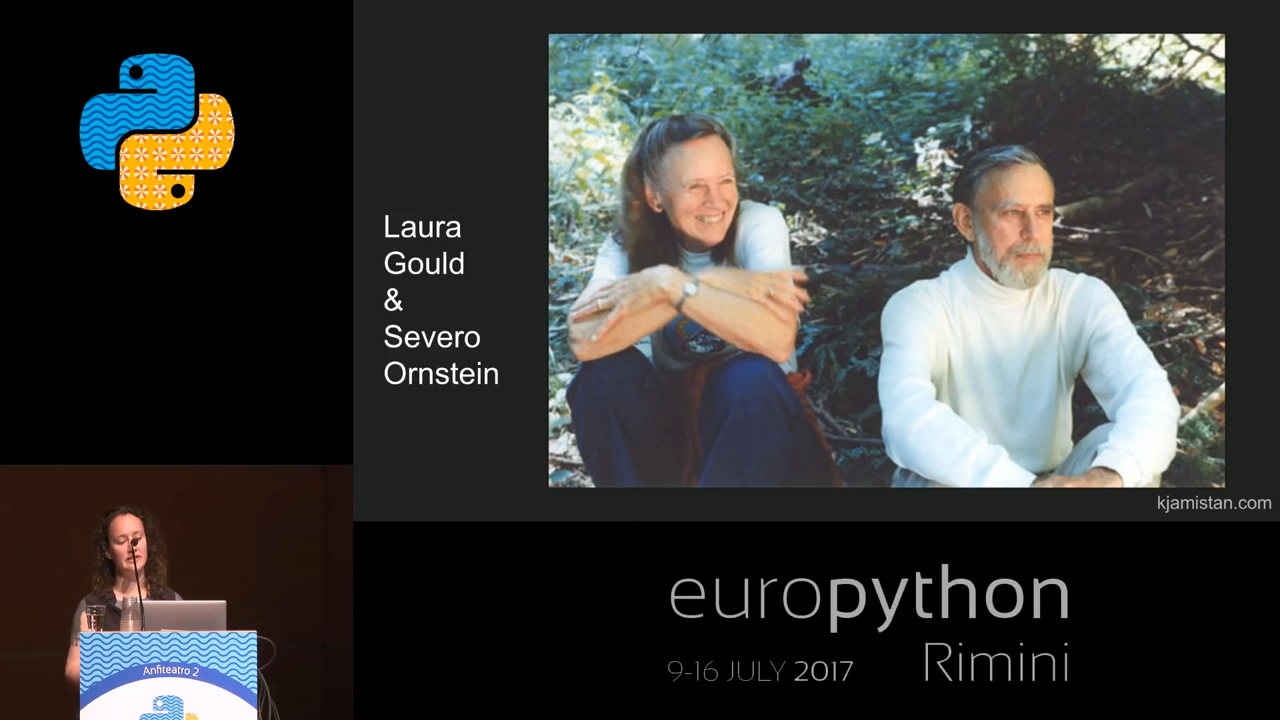 Laura
Gould
&
Severo
Ornstein
kjamistan.com
europython
Rimini
9-16 JULY 2017
Anfiteatro 2